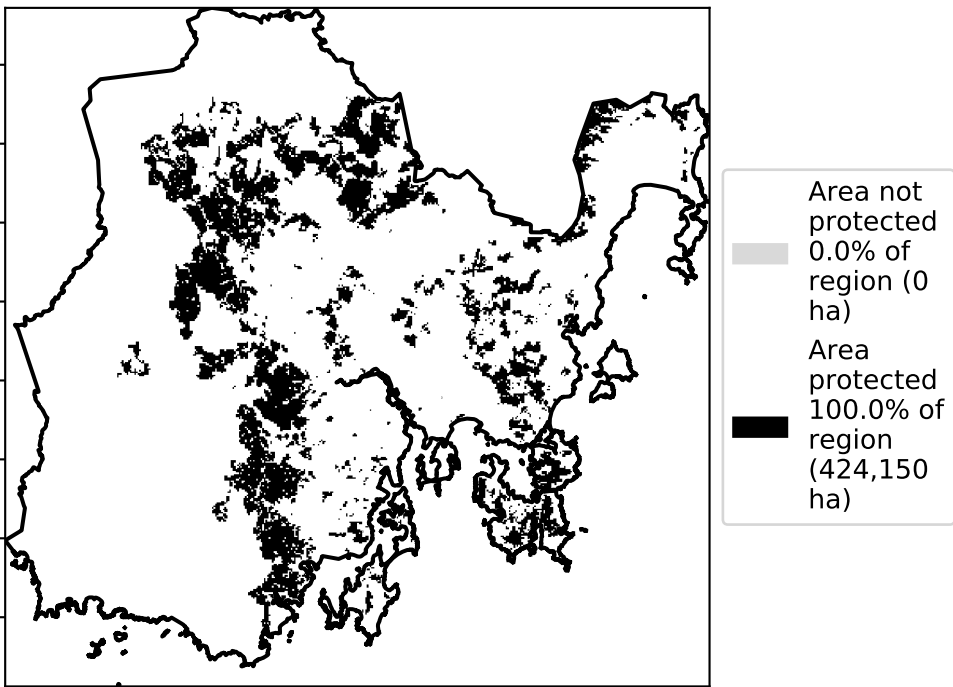 Area not
protected
0.0% of
region (0
ha)
Area
protected
100.0% of
region
(424,150
ha)